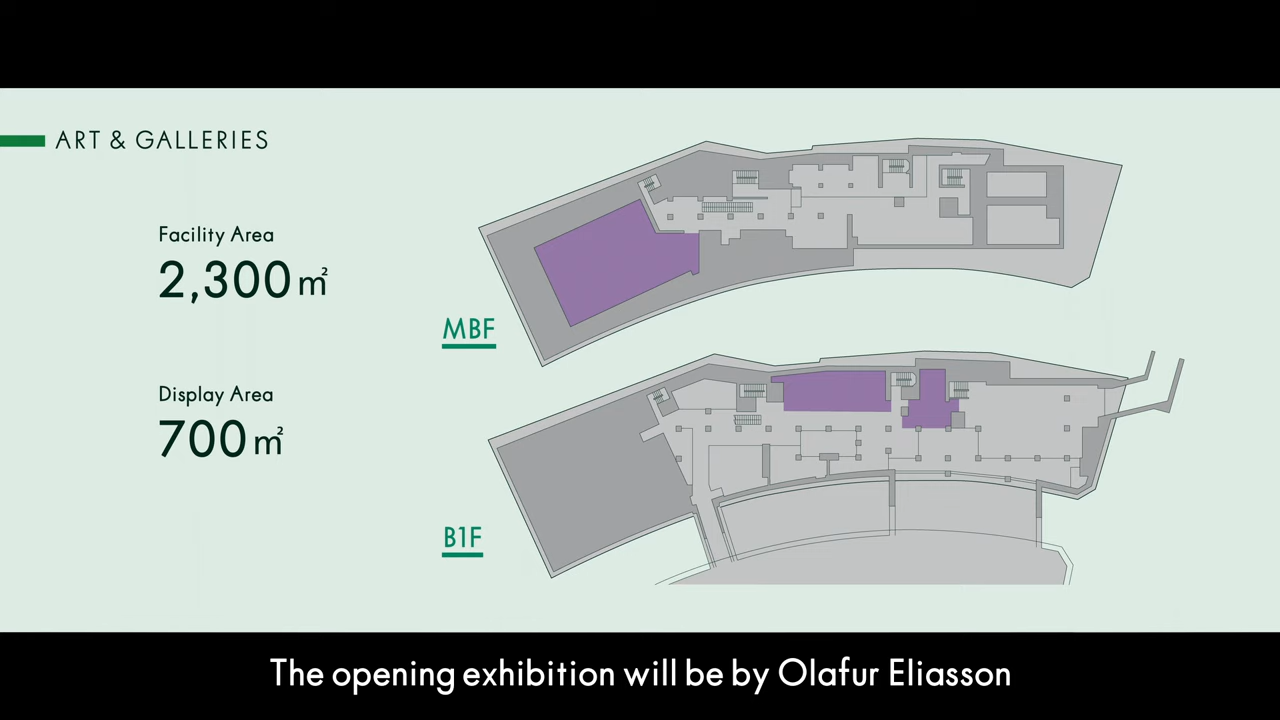 ART & GALLERIES
Facility Area
2,300㎡
MBF
Display Area
700㎡
B1F
The opening exhibition will be by Olafur Eliasson